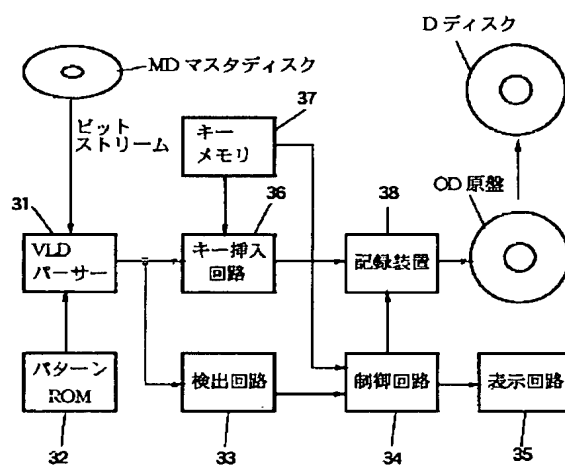 Dディスク
MDマスタディスク
ビット
ストリーム
37
キー
メモリ
OD原盤
31
36
38
VLD
パーサー
キー挿入
回路
記録装置
パターン
ROM
検出回路
制御回路
表示回路
32
33
34
35